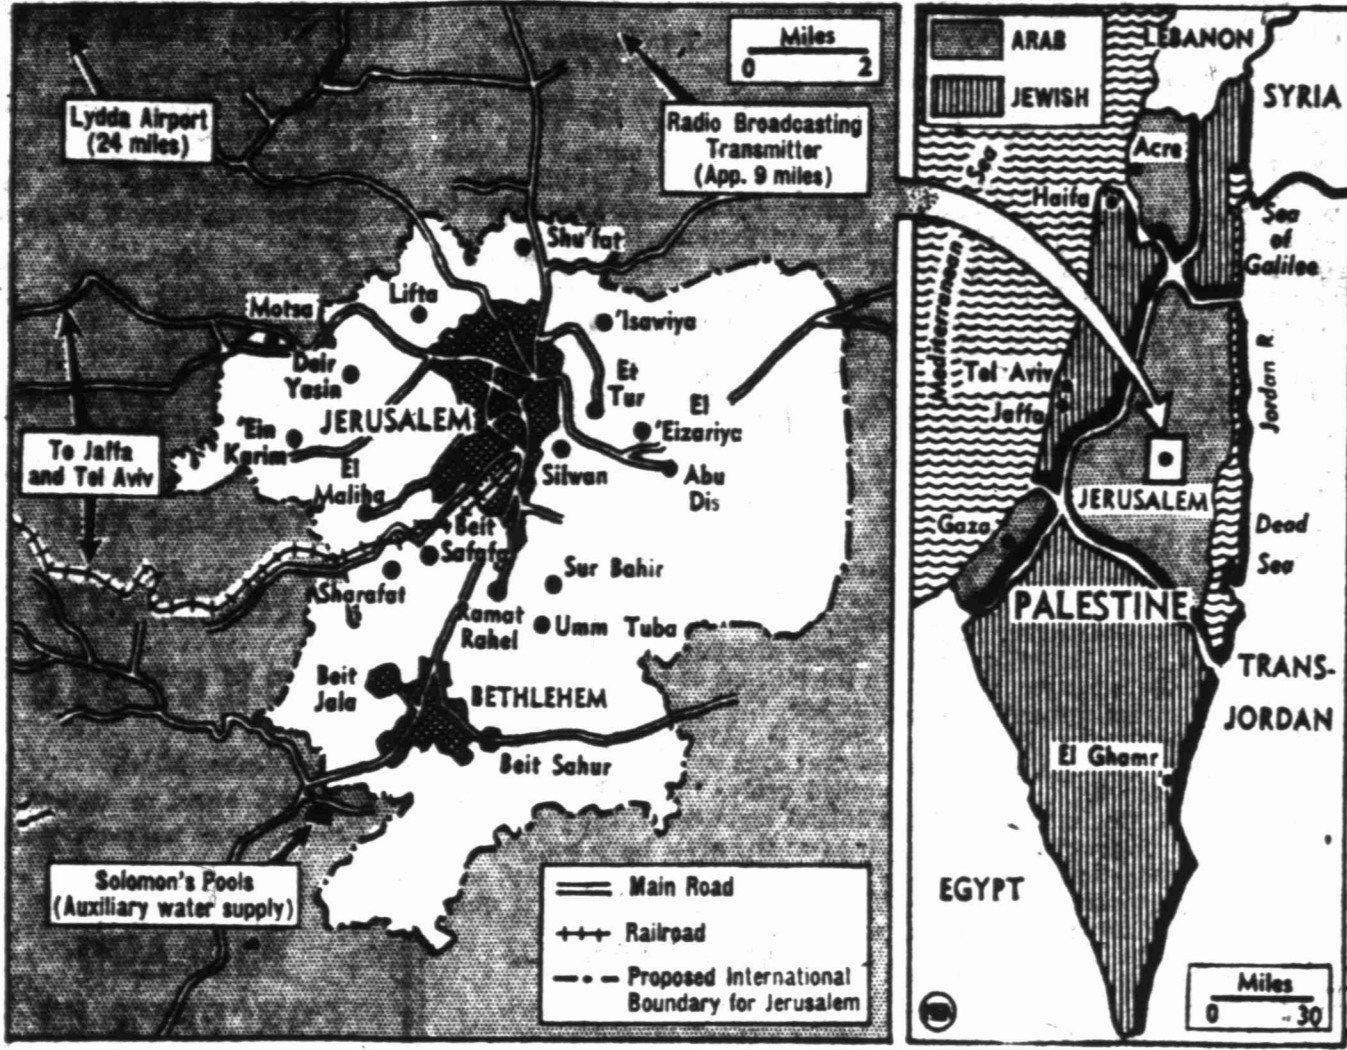 Miles
0 2
Lydda Airport
(24 miles)
Radio Broadcasting
Transmitter
(App. 9 miles)
Shu'fat
Lifta
Motsa
'Isawiya
Deir
Yasin
Et
Tur
JERUSALEM
El
'Eizariya
'Ein
Karim
To Jaffa
and Tel Aviv
El
Maliha
Silwan
Abu
Dis
Beit
Safafa
Sharafat
Sur Bahir
Ramat
Rahel
Umm Tuba
Beit
Jala
BETHLEHEM
Beit Sahur
Solomon's Pools
(Auxiliary water supply)
Main Road
Railroad
Proposed International
Boundary for Jerusalem
ARAB
JEWISH
LEBANON
SYRIA
Acre
Haifa
Mediterranean Sea
Sea
of
Galilee
Tel Aviv
Jaffa
Jordan R.
JERUSALEM
Gaza
Dead
Sea
PALESTINE
TRANS-
JORDAN
El Ghamr
EGYPT
Miles
0 30